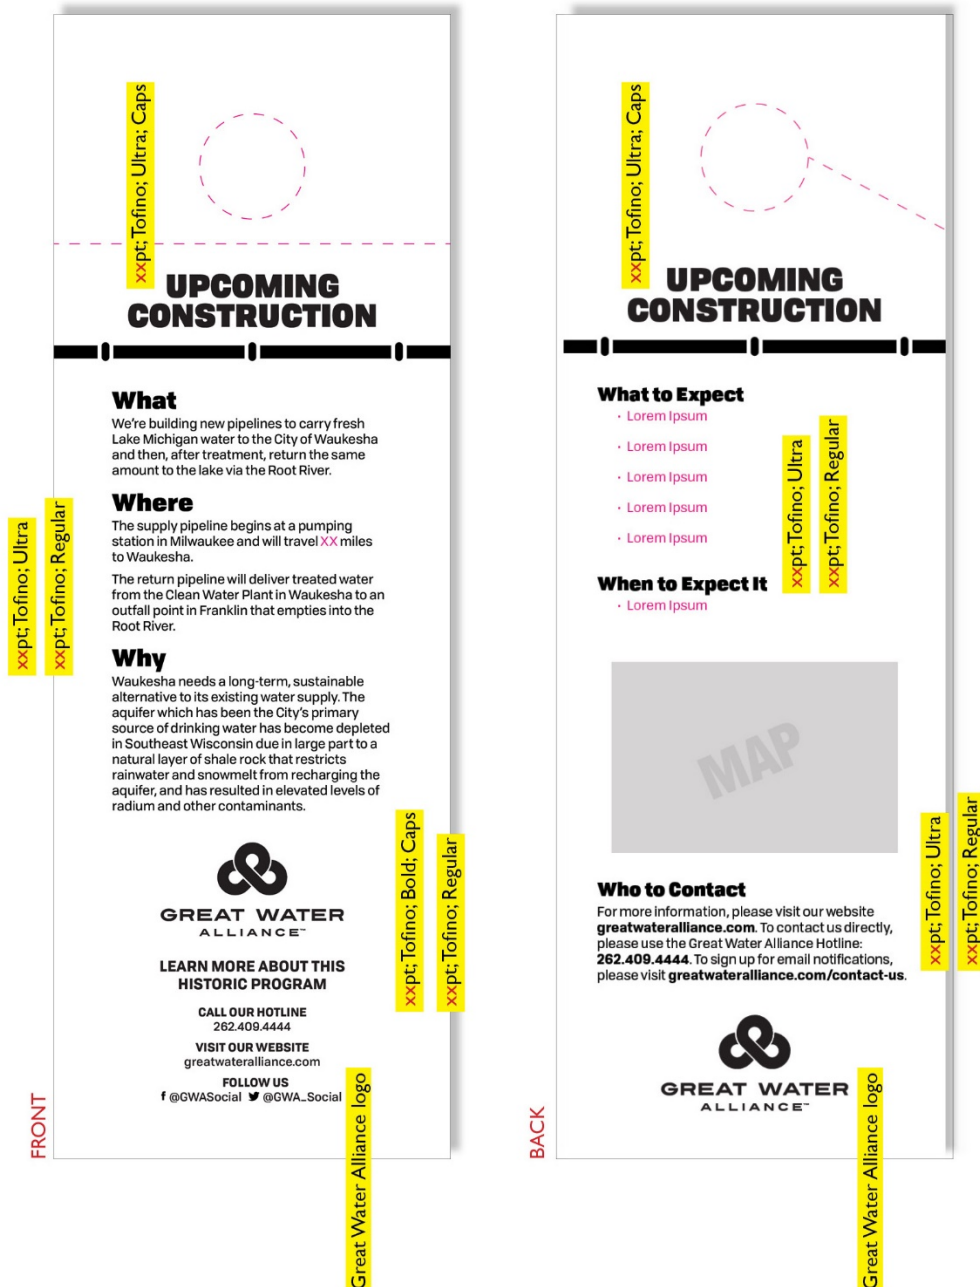 xxpt; Tofino; Ultra; Caps
UPCOMING
CONSTRUCTION
What
We're building new pipelines to carry fresh
Lake Michigan water to the City of Waukesha
and then, after treatment, return the same
amount to the lake via the Root River.
Where
The supply pipeline begins at a pumping
station in Milwaukee and will travel XX miles
to Waukesha.
The return pipeline will deliver treated water
from the Clean Water Plant in Waukesha to an
outfall point in Franklin that empties into the
Root River.
xxpt; Tofino; Ultra
xxpt; Tofino; Regular
Why
Waukesha needs a long-term, sustainable
alternative to its existing water supply. The
aquifer which has been the City's primary
source of drinking water has become depleted
in Southeast Wisconsin due in large part to a
natural layer of shale rock that restricts
rainwater and snowmelt from recharging the
aquifer, and has resulted in elevated levels of
radium and other contaminants.
GREAT WATER
ALLIANCE™
LEARN MORE ABOUT THIS
HISTORIC PROGRAM
CALL OUR HOTLINE
262.409.4444
VISIT OUR WEBSITE
greatwateralliance.com
FOLLOW US
f @GWASocial @GWA_Social
xxpt; Tofino; Bold; Caps
xxpt; Tofino; Regular
Great Water Alliance logo
FRONT
xxpt; Tofino; Ultra; Caps
UPCOMING
CONSTRUCTION
What to Expect
· Lorem Ipsum
· Lorem Ipsum
· Lorem Ipsum
· Lorem Ipsum
· Lorem Ipsum
When to Expect It
· Lorem Ipsum
xxpt; Tofino; Ultra
xxpt; Tofino; Regular
MAP
Who to Contact
For more information, please visit our website
greatwateralliance.com. To contact us directly,
please use the Great Water Alliance Hotline:
262.409.4444. To sign up for email notifications,
please visit greatwateralliance.com/contact-us.
xxpt; Tofino; Ultra
xxpt; Tofino; Regular
GREAT WATER
ALLIANCE™
Great Water Alliance logo
BACK